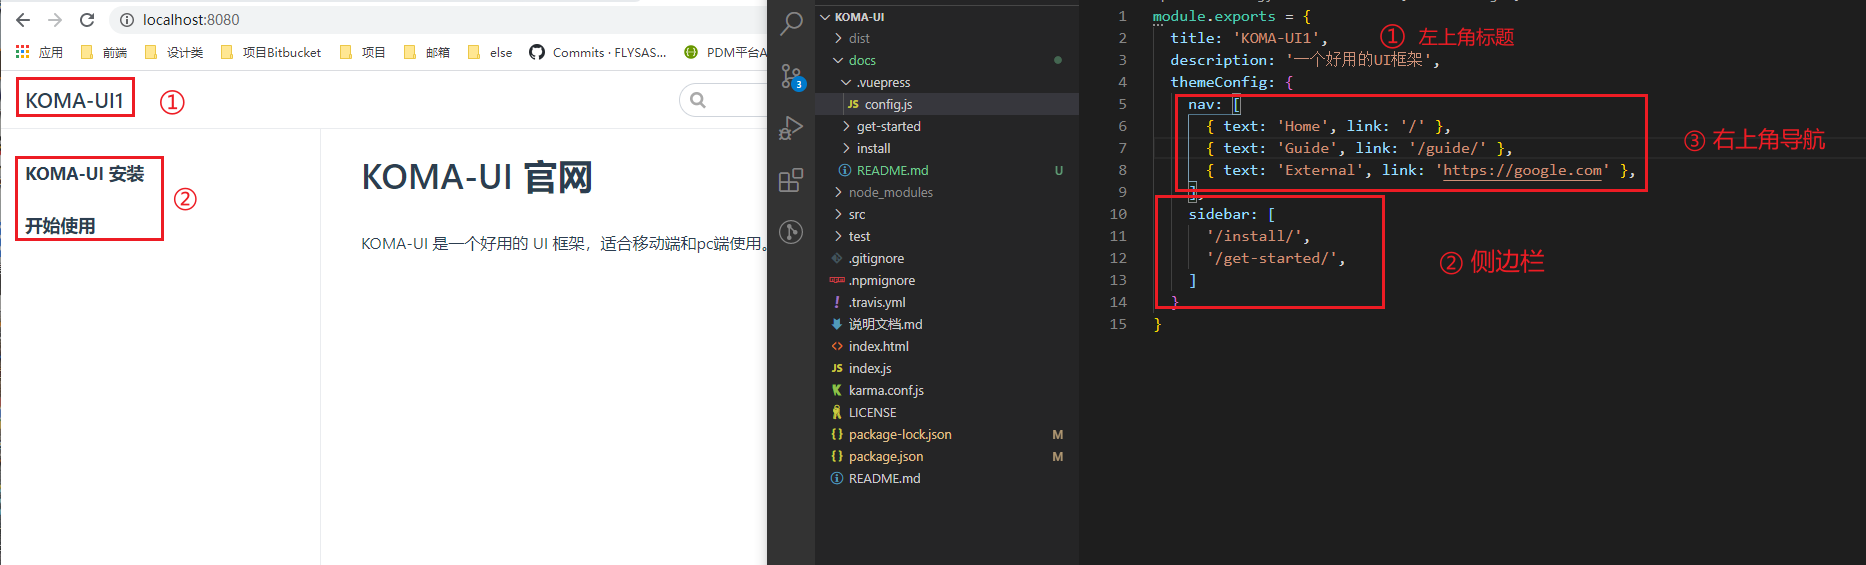 localhost:8080
应用 前端 设计类 项目Bitbucket 项目 邮箱 else Commits · FLYSAS... PDM平台A
KOMA-UI1 ①
KOMA-UI 安装
开始使用
②
KOMA-UI 官网
KOMA-UI 是一个好用的 UI 框架，适合移动端和pc端使用。
3
KOMA-UI
dist
docs
.vuepress
JS config.js
get-started
install
README.md U
node_modules
src
test
.gitignore
.npmignore
.travis.yml
说明文档.md
index.html
JS index.js
karma.conf.js
LICENSE
{} package-lock.json M
{} package.json M
README.md
1 module.exports = {
2 title: 'KOMA-UI1',
3 description: '一个好用的UI框架',
4 themeConfig: {
5 nav: [
6 { text: 'Home', link: '/' },
7 { text: 'Guide', link: '/guide/' },
8 { text: 'External', link: 'https://google.com' },
9 ],
10 sidebar: [
11 '/install/',
12 '/get-started/',
13 ]
14 }
15 }
① 左上角标题
③ 右上角导航
② 侧边栏